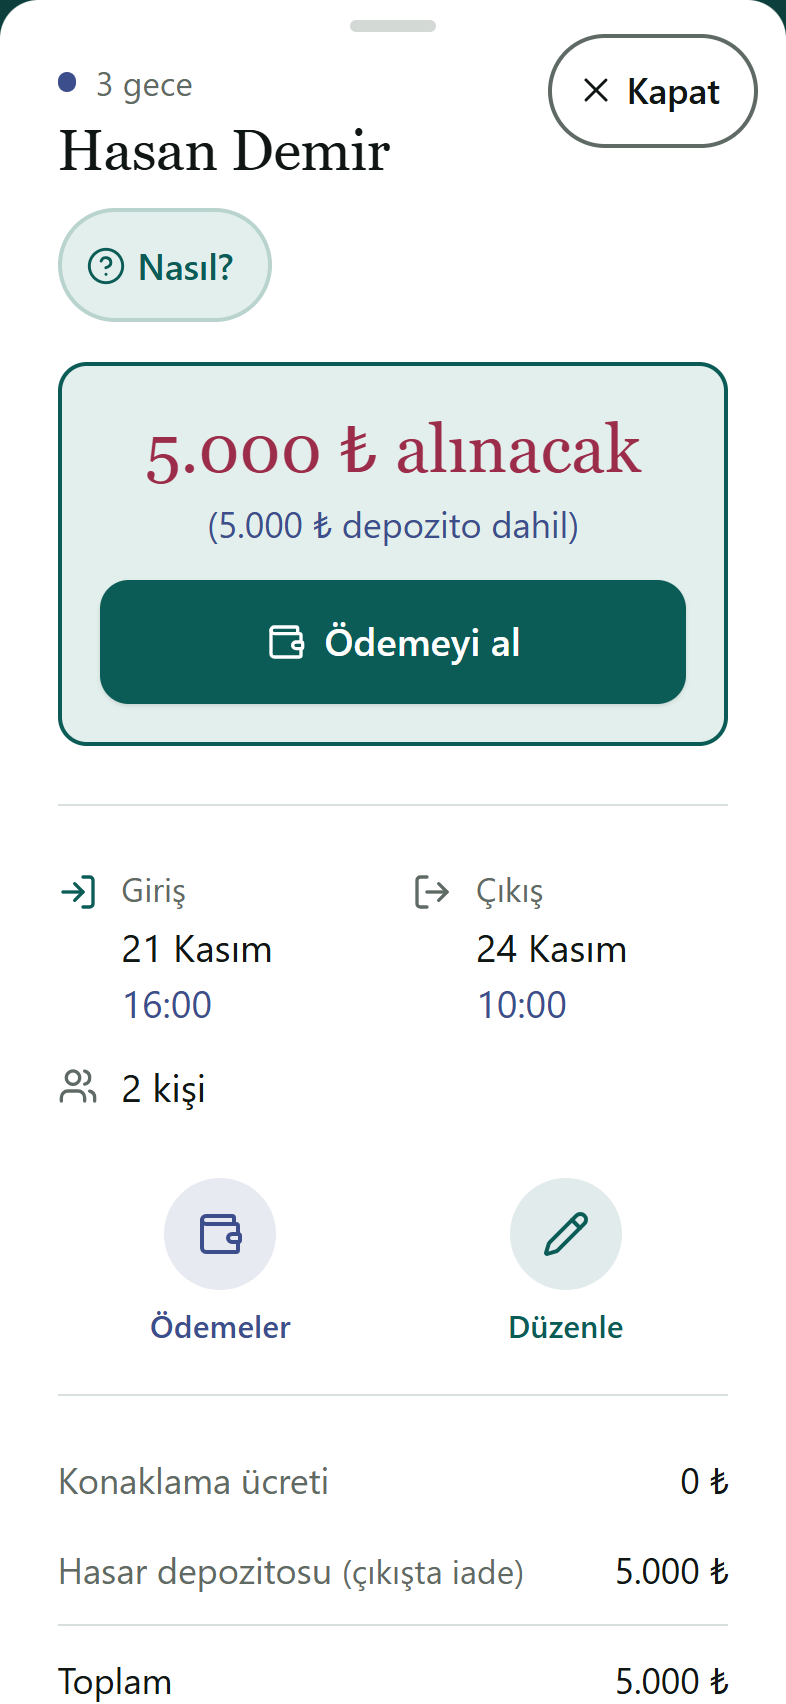 3 gece
Kapat
Hasan Demir
Nasıl?
5.000 ₺ alınacak
(5.000 ₺ depozito dahil)
Ödemeyi al
Giriş
Çıkış
21 Kasım
24 Kasım
16:00
10:00
2 kişi
Ödemeler
Düzenle
Konaklama ücreti
0 ₺
Hasar depozitosu (çıkışta iade)
5.000 ₺
Toplam
5.000 ₺